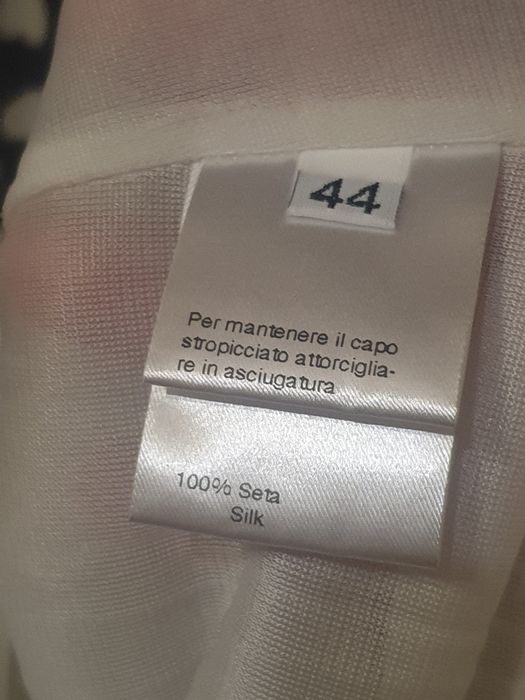 44
Per mantenere il capo
stropicciato attorciglia-
re in asciugatura
100% Seta
Silk